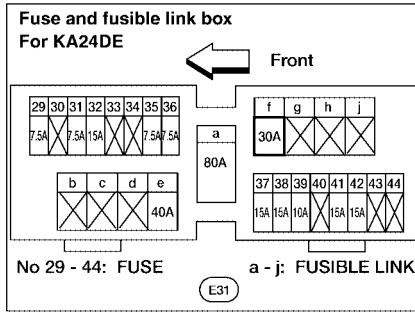 Fuse and fusible link box
For KA24DE
Front
29 30 31 32 33 34 35 36
7.5A 7.5A 15A 7.5A 7.5A
a
80A
f g h j
30A
b c d e
40A
37 38 39 40 41 42 43 44
15A 15A 10A 15A 15A
No 29 - 44: FUSE
a - j: FUSIBLE LINK
E31